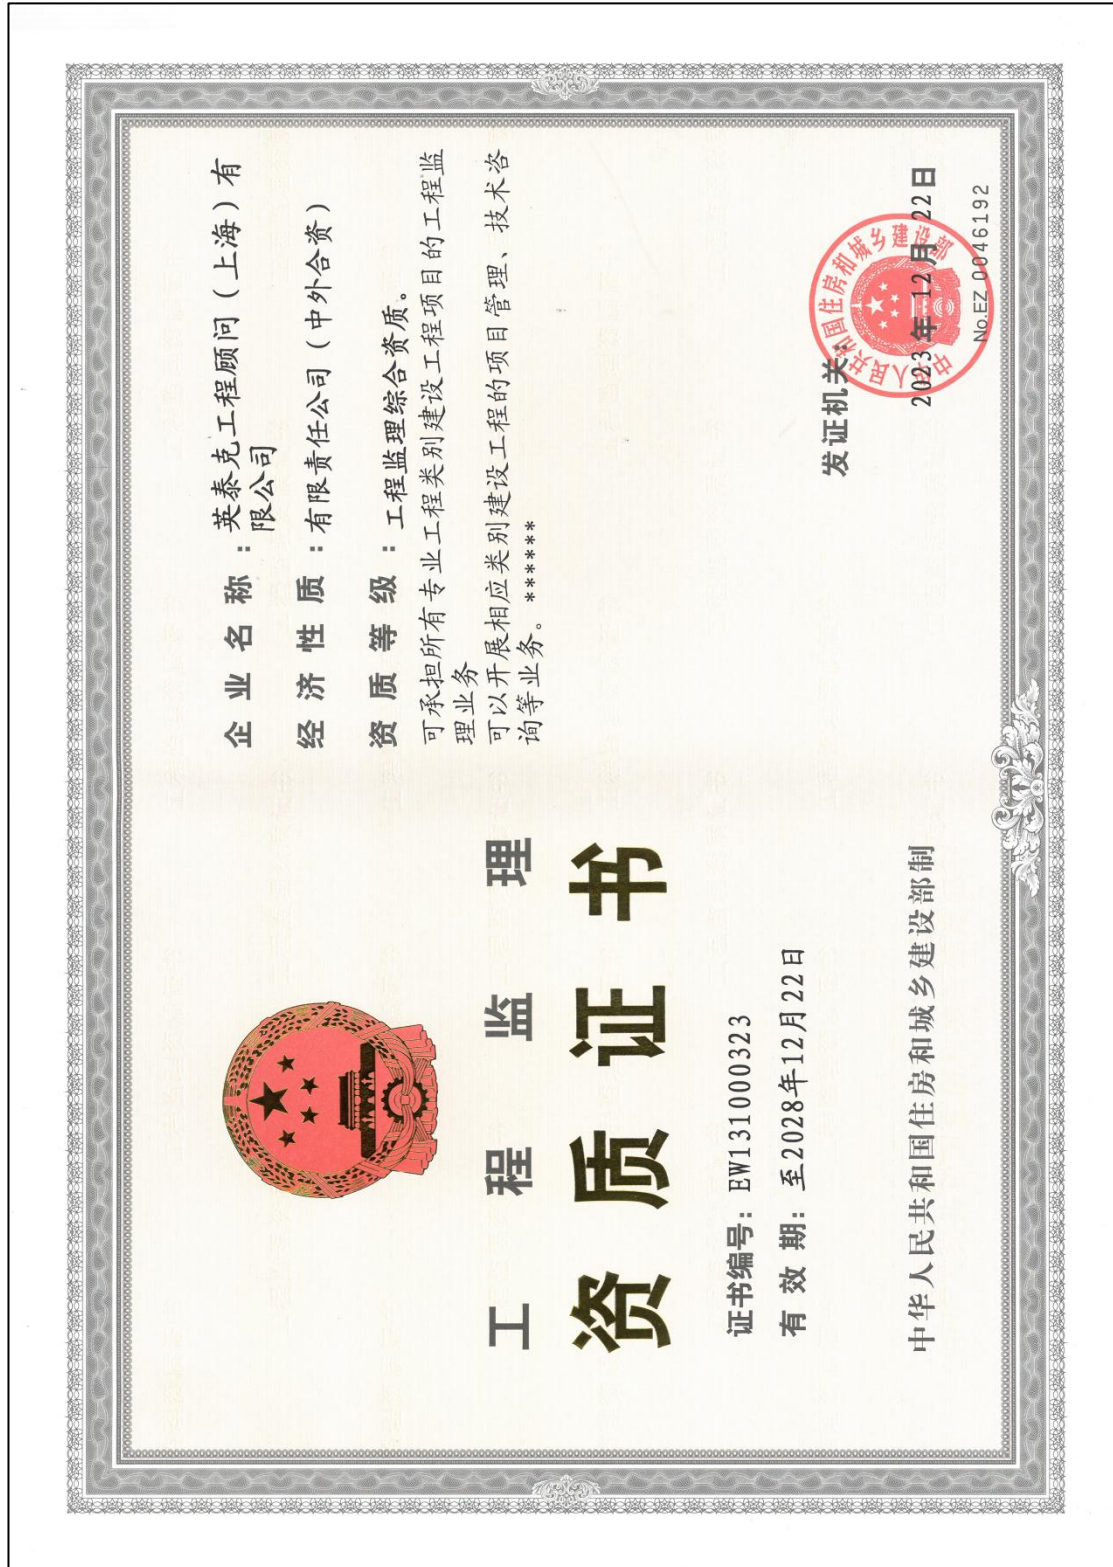 工程监理
资质证书
证书编号：EW131000323
有效期：至2028年12月22日
中华人民共和国住房和城乡建设部制
企业名称：英泰克工程顾问（上海）有
限公司
经济性质：有限责任公司（中外合资）
资质等级：工程监理综合资质。
可承担所有专业工程类别建设工程项目的工程监
理业务
可以开展相应类别建设工程的项目管理、技术咨
询等业务。******
发证机关：
中华人民共和国住房和城乡建设部
2023年12月22日
No.EZ 0046192